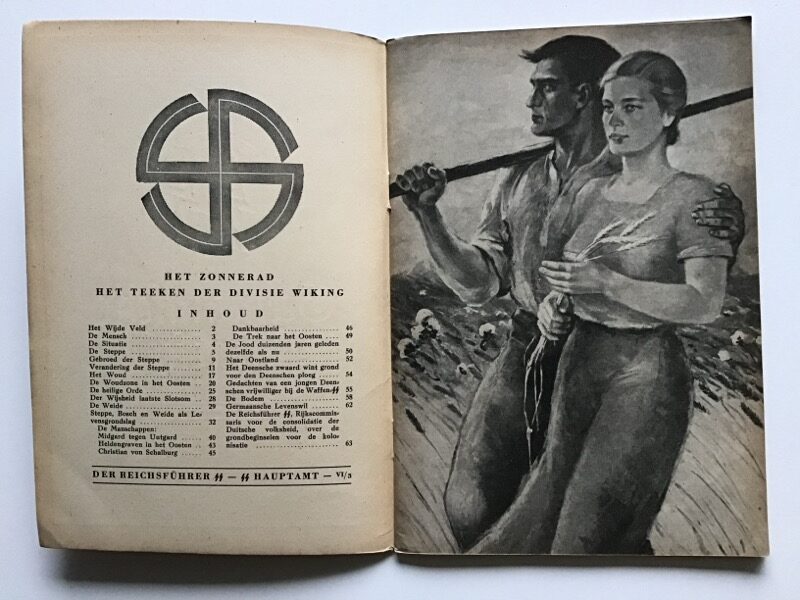 HET ZONNERAD
HET TEEKEN DER DIVISIE WIKING
INHOUD
Het Wijde Veld .......... 2
De Mensch .......... 3
De Situatie .......... 4
De Steppe .......... 5
Gebroed der Steppe .......... 9
Verandering der Steppe .......... 11
Het Woud .......... 17
De Woudzone in het Oosten .. 20
De heilige Orde .......... 25
Der Wijsheid laatste Slotsom .. 28
De Weide .......... 29
Steppe, Bosch en Weide als Le-
vensgrondslag .......... 32
De Manschappen:
Midgard tegen Uutgard .... 40
Heldengraven in het Oosten .. 43
Christian von Schalburg .... 45
Dankbaarheid .......... 46
De Trek naar het Oosten .... 49
De Jood duizenden jaren geleden
dezelfde als nu .......... 50
Naar Oostland .......... 52
Het Deensche zwaard wint grond
voor den Deenschen ploeg .... 54
Gedachten van een jongen Deen-
schen vrijwilliger bij de Waffen-ϟϟ 55
De Bodem .......... 58
Germaansche Levenswil ...... 62
De Reichsführer ϟϟ, Rijkscommis-
saris voor de consolidatie der
Duitsche volksheid, over de
grondbeginselen voor de kolo-
nisatie .......... 63
DER REICHSFÜHRER ϟϟ — ϟϟ HAUPTAMT — VI/3